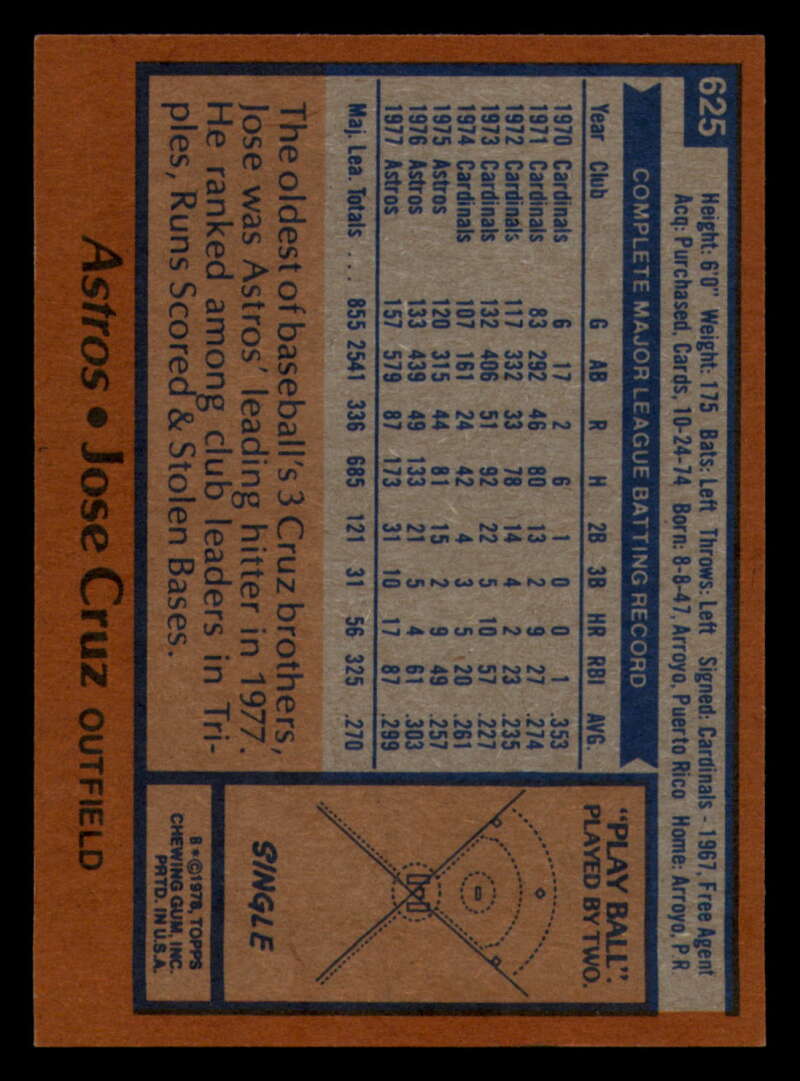 625
Height: 6'0" Weight: 175 Bats: Left Throws: Left Signed: Cardinals - 1967, Free Agent
Acq: Purchased, Cards, 10-24-74 Born: 8-8-47, Arroyo, Puerto Rico Home: Arroyo, P.R
COMPLETE MAJOR LEAGUE BATTING RECORD
Year Club G AB R H 2B 3B HR RBI AVG.
1970 Cardinals 6 17 2 6 1 0 0 1 .353
1971 Cardinals 83 292 46 80 13 2 9 27 .274
1972 Cardinals 117 332 33 78 14 4 2 23 .235
1973 Cardinals 132 406 51 92 22 5 10 57 .227
1974 Cardinals 107 161 24 42 4 3 5 20 .261
1975 Astros 120 315 44 81 15 2 9 49 .257
1976 Astros 133 439 49 133 21 5 4 61 .303
1977 Astros 157 579 87 173 31 10 17 87 .299
Maj. Lea. Totals ... 855 2541 336 685 121 31 56 325 .270
The oldest of baseball's 3 Cruz brothers,
Jose was Astros' leading hitter in 1977.
He ranked among club leaders in Tri-
ples, Runs Scored & Stolen Bases.
"PLAY BALL":
PLAYED BY TWO.
SINGLE
B*©1978, TOPPS
CHEWING GUM, INC.
PRTD. IN U.S.A.
Astros • Jose Cruz OUTFIELD